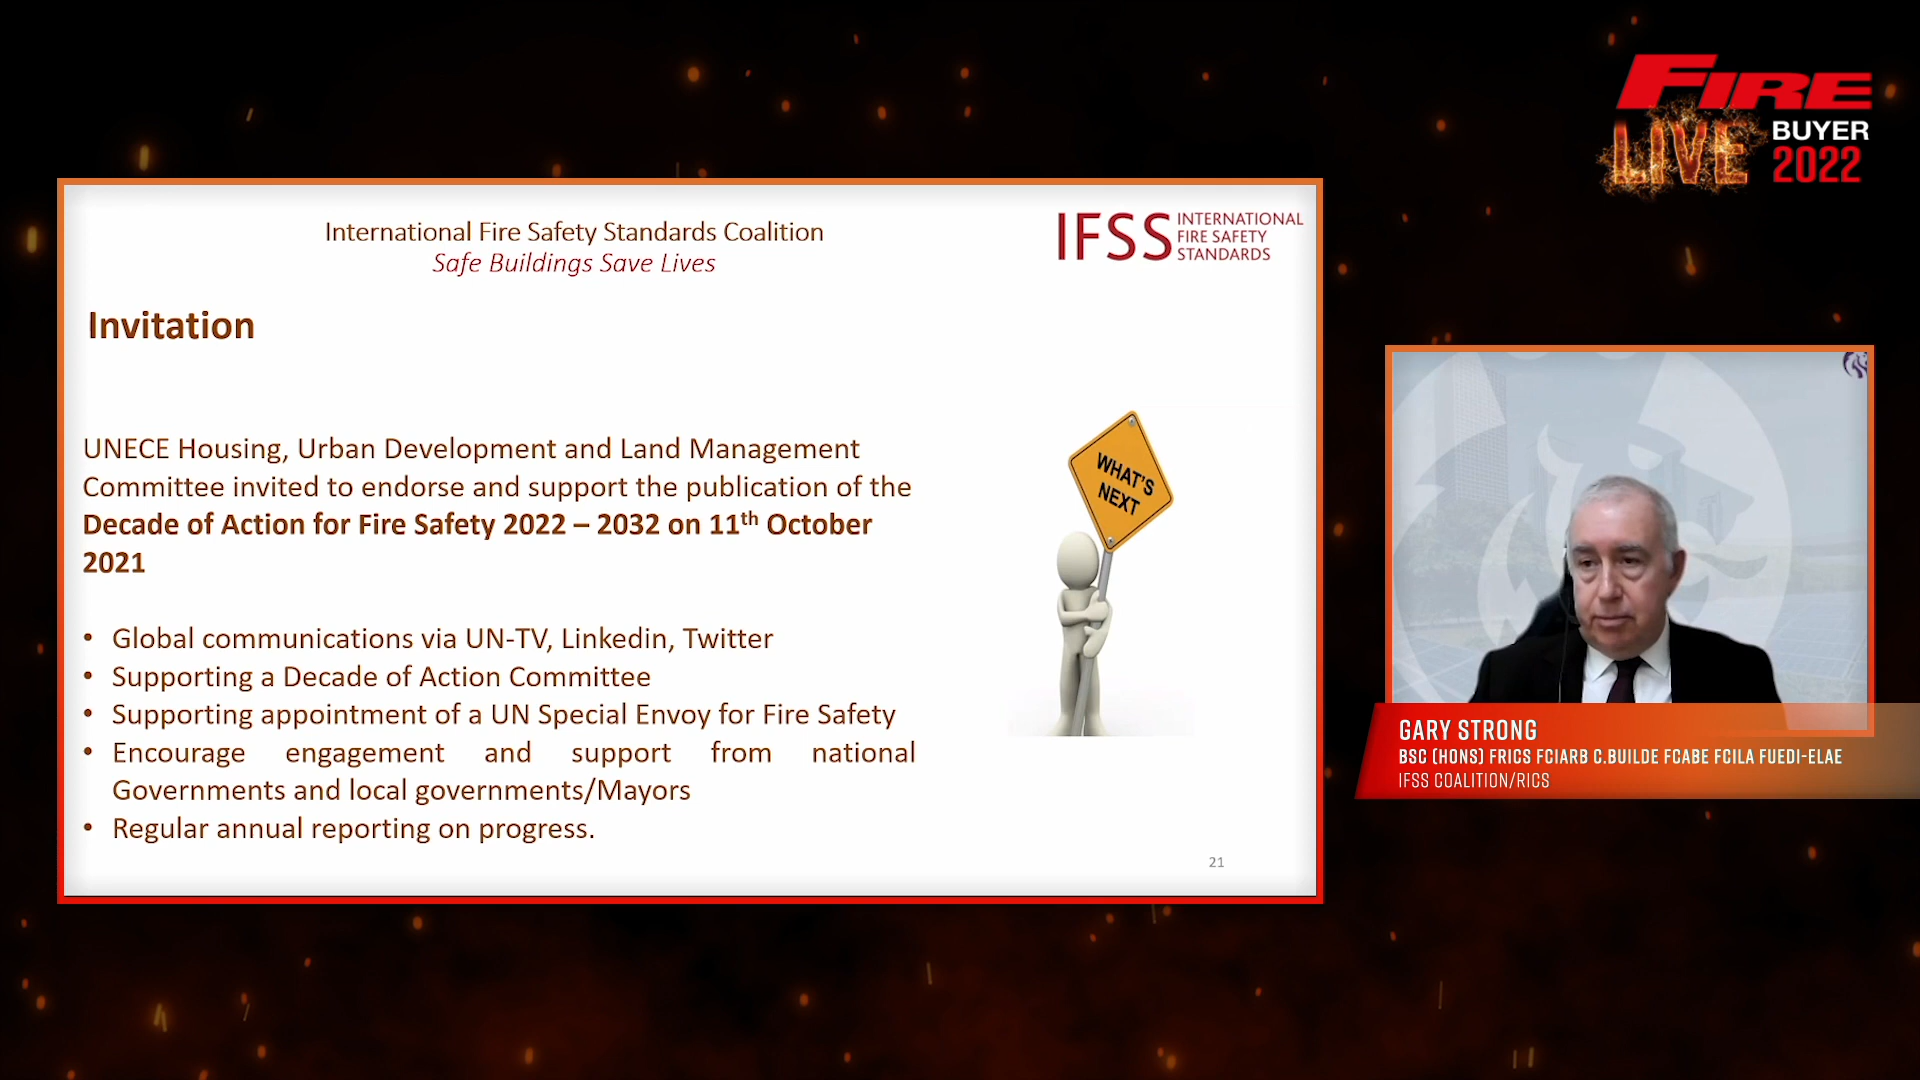 FIRE
LIVE BUYER
2022
International Fire Safety Standards Coalition
Safe Buildings Save Lives
IFSS INTERNATIONAL
FIRE SAFETY
STANDARDS
Invitation
UNECE Housing, Urban Development and Land Management
Committee invited to endorse and support the publication of the
Decade of Action for Fire Safety 2022 – 2032 on 11th October
2021
• Global communications via UN-TV, Linkedin, Twitter
• Supporting a Decade of Action Committee
• Supporting appointment of a UN Special Envoy for Fire Safety
• Encourage engagement and support from national
Governments and local governments/Mayors
• Regular annual reporting on progress.
WHAT'S
NEXT
21
GARY STRONG
BSC (HONS) FRICS FCIARB C.BUILDE FCABE FCILA FUEDI-ELAE
IFSS COALITION/RICS